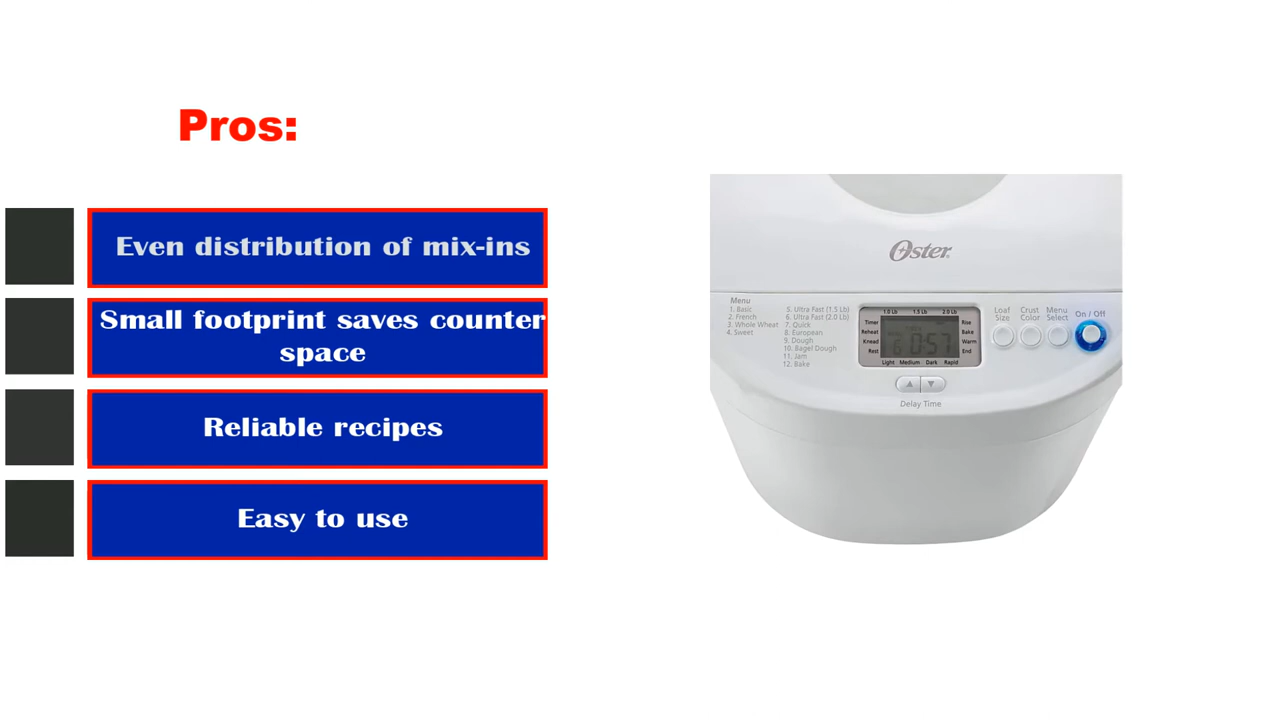 Pros:
Even distribution of mix-ins
Small footprint saves counter
space
Reliable recipes
Easy to use
Oster
Menu
1. Basic
2. French
3. Whole Wheat
4. Sweet
5. Ultra Fast (1.5 Lb)
6. Ultra Fast (2.0 Lb)
7. Quick
8. European
9. Dough
10. Bagel Dough
11. Jam
12. Bake
1.0 Lb 1.5 Lb 2.0 Lb
Timer
Reheat
Knead
Rest
6 0:57
Rise
Bake
Warm
End
Light Medium Dark Rapid
Delay Time
Loaf
Size
Crust
Color
Menu
Select
On / Off